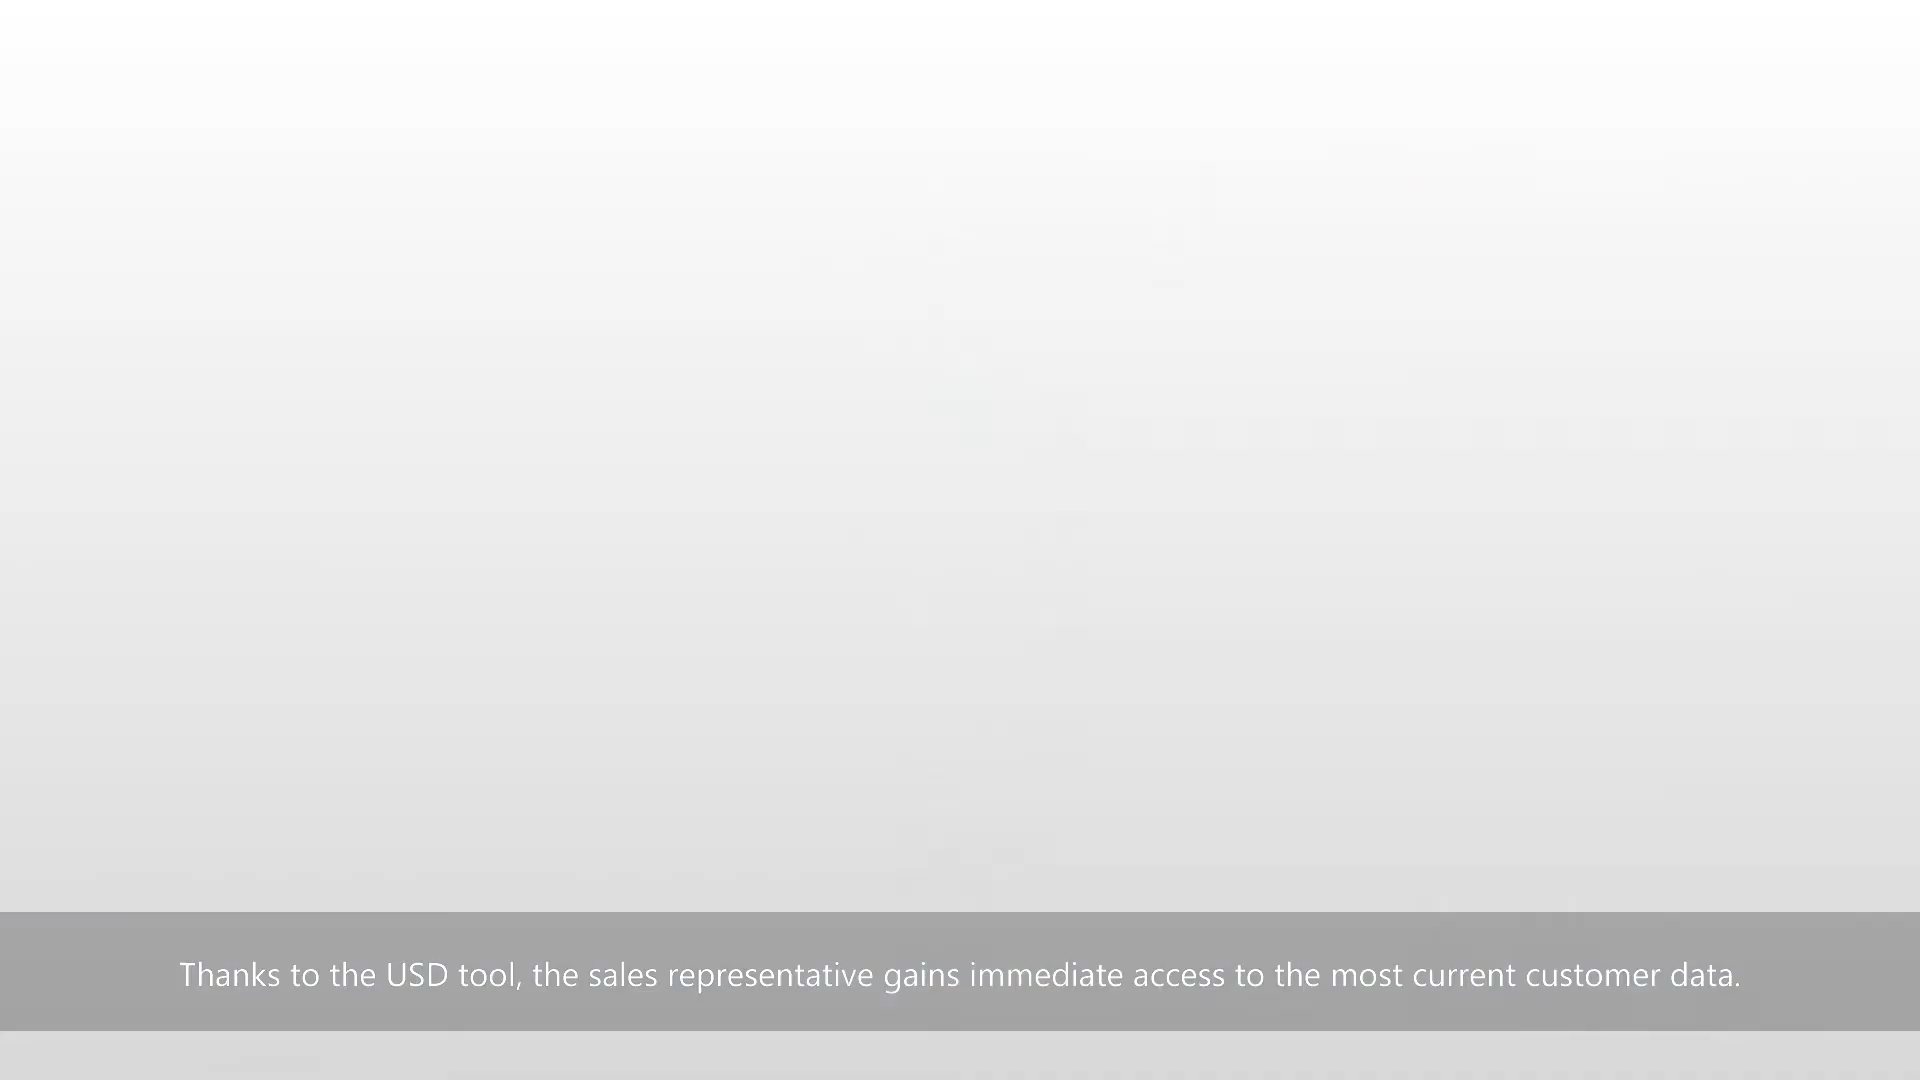 Thanks to the USD tool, the sales representative gains immediate access to the most current customer data.